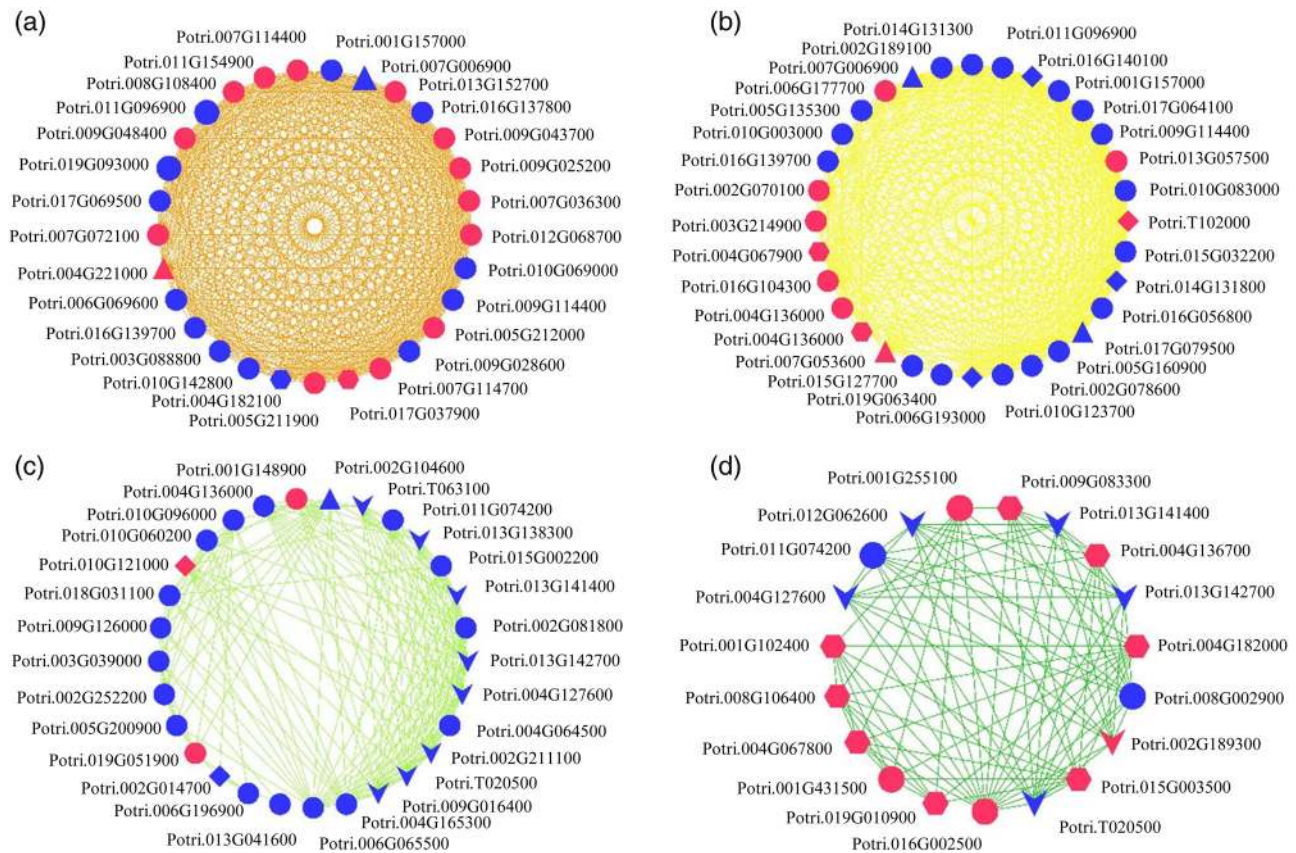 (a)
Potri.007G114400
Potri.011G154900
Potri.008G108400
Potri.011G096900
Potri.009G048400
Potri.019G093000
Potri.017G069500
Potri.007G072100
Potri.004G221000
Potri.006G069600
Potri.016G139700
Potri.003G088800
Potri.010G142800
Potri.004G182100
Potri.005G211900
Potri.001G157000
Potri.007G006900
Potri.013G152700
Potri.016G137800
Potri.009G043700
Potri.009G025200
Potri.007G036300
Potri.012G068700
Potri.010G069000
Potri.009G114400
Potri.005G212000
Potri.009G028600
Potri.007G114700
Potri.017G037900
(b)
Potri.014G131300
Potri.002G189100
Potri.007G006900
Potri.006G177700
Potri.005G135300
Potri.010G003000
Potri.016G139700
Potri.002G070100
Potri.003G214900
Potri.004G067900
Potri.016G104300
Potri.004G136000
Potri.004G136000
Potri.007G053600
Potri.015G127700
Potri.019G063400
Potri.006G193000
Potri.011G096900
Potri.016G140100
Potri.001G157000
Potri.017G064100
Potri.009G114400
Potri.013G057500
Potri.010G083000
Potri.T102000
Potri.015G032200
Potri.014G131800
Potri.016G056800
Potri.017G079500
Potri.005G160900
Potri.002G078600
Potri.010G123700
(c)
Potri.001G148900
Potri.004G136000
Potri.010G096000
Potri.010G060200
Potri.010G121000
Potri.018G031100
Potri.009G126000
Potri.003G039000
Potri.002G252200
Potri.005G200900
Potri.019G051900
Potri.002G014700
Potri.006G196900
Potri.013G041600
Potri.002G104600
Potri.T063100
Potri.011G074200
Potri.013G138300
Potri.015G002200
Potri.013G141400
Potri.002G081800
Potri.013G142700
Potri.004G127600
Potri.004G064500
Potri.002G211100
Potri.T020500
Potri.009G016400
Potri.004G165300
Potri.006G065500
(d)
Potri.001G255100
Potri.012G062600
Potri.011G074200
Potri.004G127600
Potri.001G102400
Potri.008G106400
Potri.004G067800
Potri.001G431500
Potri.019G010900
Potri.016G002500
Potri.009G083300
Potri.013G141400
Potri.004G136700
Potri.013G142700
Potri.004G182000
Potri.008G002900
Potri.002G189300
Potri.015G003500
Potri.T020500